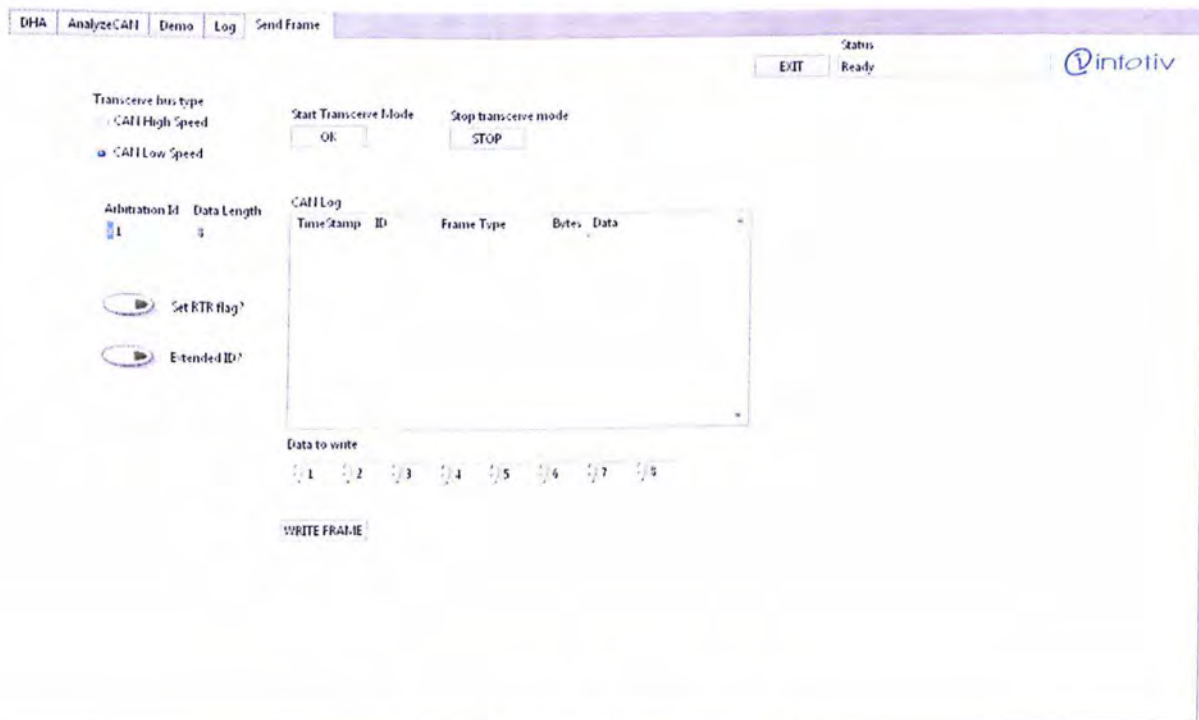 DHA AnalyzeCAN Demo Log Send Frame
Status
EXIT Ready
infotiv
Transceive bus type
CAN High Speed
CAN Low Speed
Start Transceive Mode Stop transceive mode
OK STOP
Arbitration Id Data Length
1 8
CAN Log
TimeStamp ID Frame Type Bytes Data
Set RTR flag?
Extended ID?
Data to write
1 2 3 4 5 6 7 8
WRITE FRAME